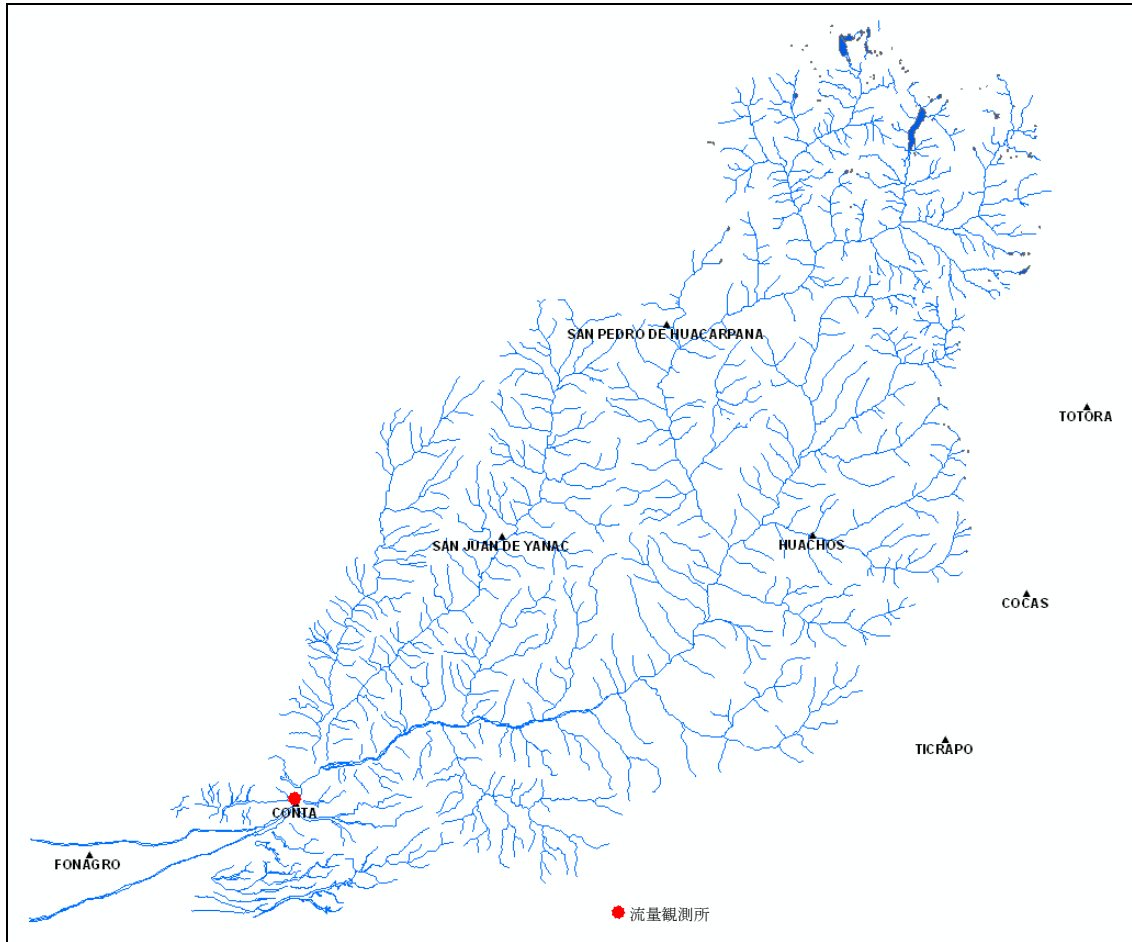 SAN PEDRO DE HUACARPANA
TOTORA
SAN JUAN DE YANAC
HUACHOS
COCAS
TICRAPO
CONTA
FONAGRO
流量観測所